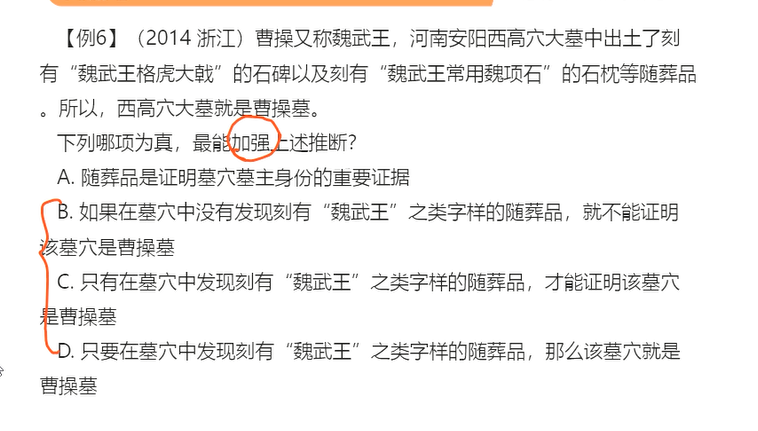 【例6】（2014 浙江）曹操又称魏武王，河南安阳西高穴大墓中出土了刻
有“魏武王格虎大戟”的石碑以及刻有“魏武王常用魏项石”的石枕等随葬品
。所以，西高穴大墓就是曹操墓。
下列哪项为真，最能加强上述推断？
A. 随葬品是证明墓穴墓主身份的重要证据
B. 如果在墓穴中没有发现刻有“魏武王”之类字样的随葬品，就不能证明
该墓穴是曹操墓
C. 只有在墓穴中发现刻有“魏武王”之类字样的随葬品，才能证明该墓穴
是曹操墓
D. 只要在墓穴中发现刻有“魏武王”之类字样的随葬品，那么该墓穴就是
曹操墓